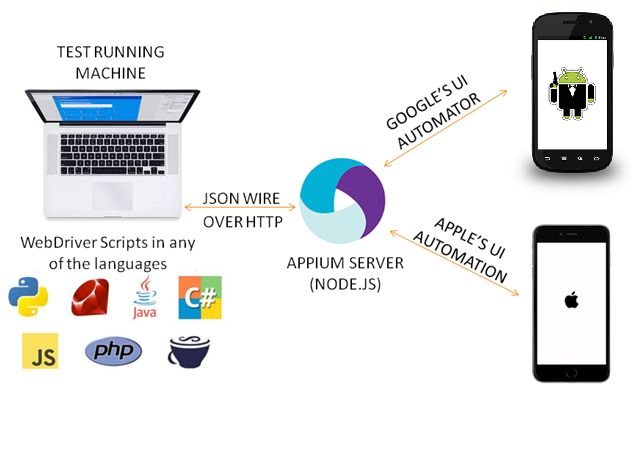 TEST RUNNING
MACHINE
GOOGLE'S UI
AUTOMATOR
JSON WIRE
OVER HTTP
APPLE'S UI
AUTOMATION
WebDriver Scripts in any
of the languages
APPIUM SERVER
(NODE.JS)
Java
C#
JS
php